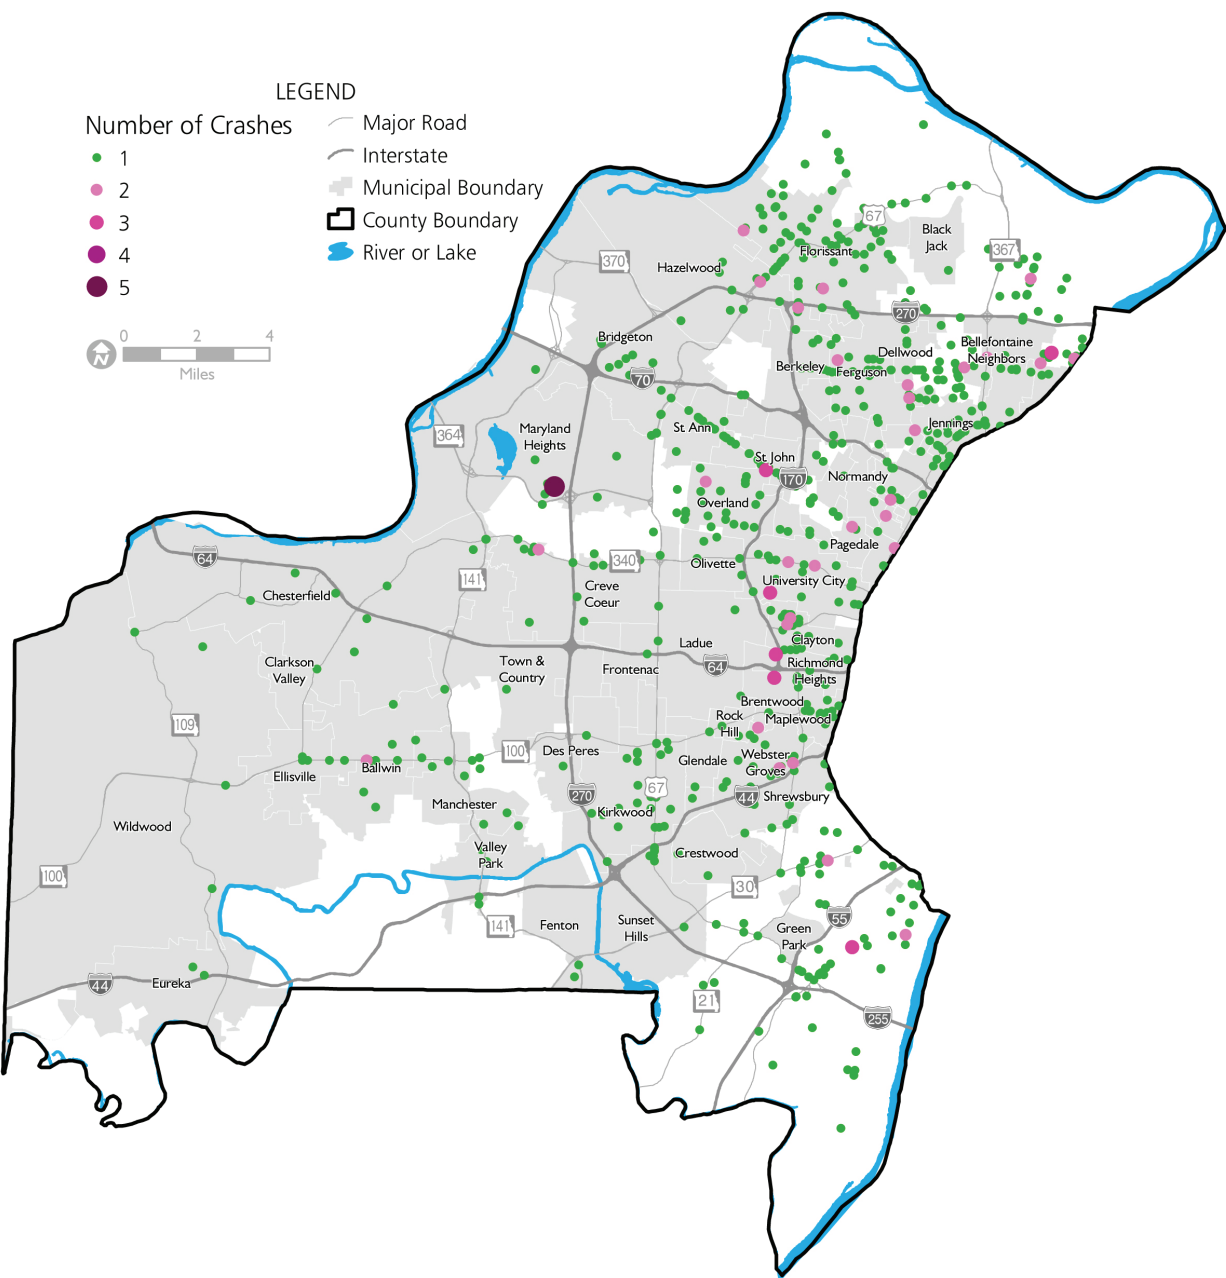 LEGEND
Number of Crashes
1
2
3
4
5
Major Road
Interstate
Municipal Boundary
County Boundary
River or Lake
0 2 4
N
Miles
67
Black
Jack
Florissant
367
370
Hazelwood
270
Bridgeton
Bellefontaine
Neighbors
Dellwood
Berkeley
Ferguson
70
364
Maryland
Heights
St Ann
Jennings
St John
170
Normandy
Overland
Pagedale
64
340
Olivette
141
University City
Chesterfield
Creve
Coeur
Clayton
Ladue
Clarkson
Valley
Town &
Country
Frontenac
64
Richmond
Heights
Brentwood
Rock
Hill
Maplewood
109
100
Des Peres
Webster
Groves
Glendale
Ballwin
Ellisville
67
270
44
Shrewsbury
Manchester
Kirkwood
Wildwood
Valley
Park
Crestwood
100
30
141
Fenton
Sunset
Hills
55
Green
Park
44
Eureka
21
255